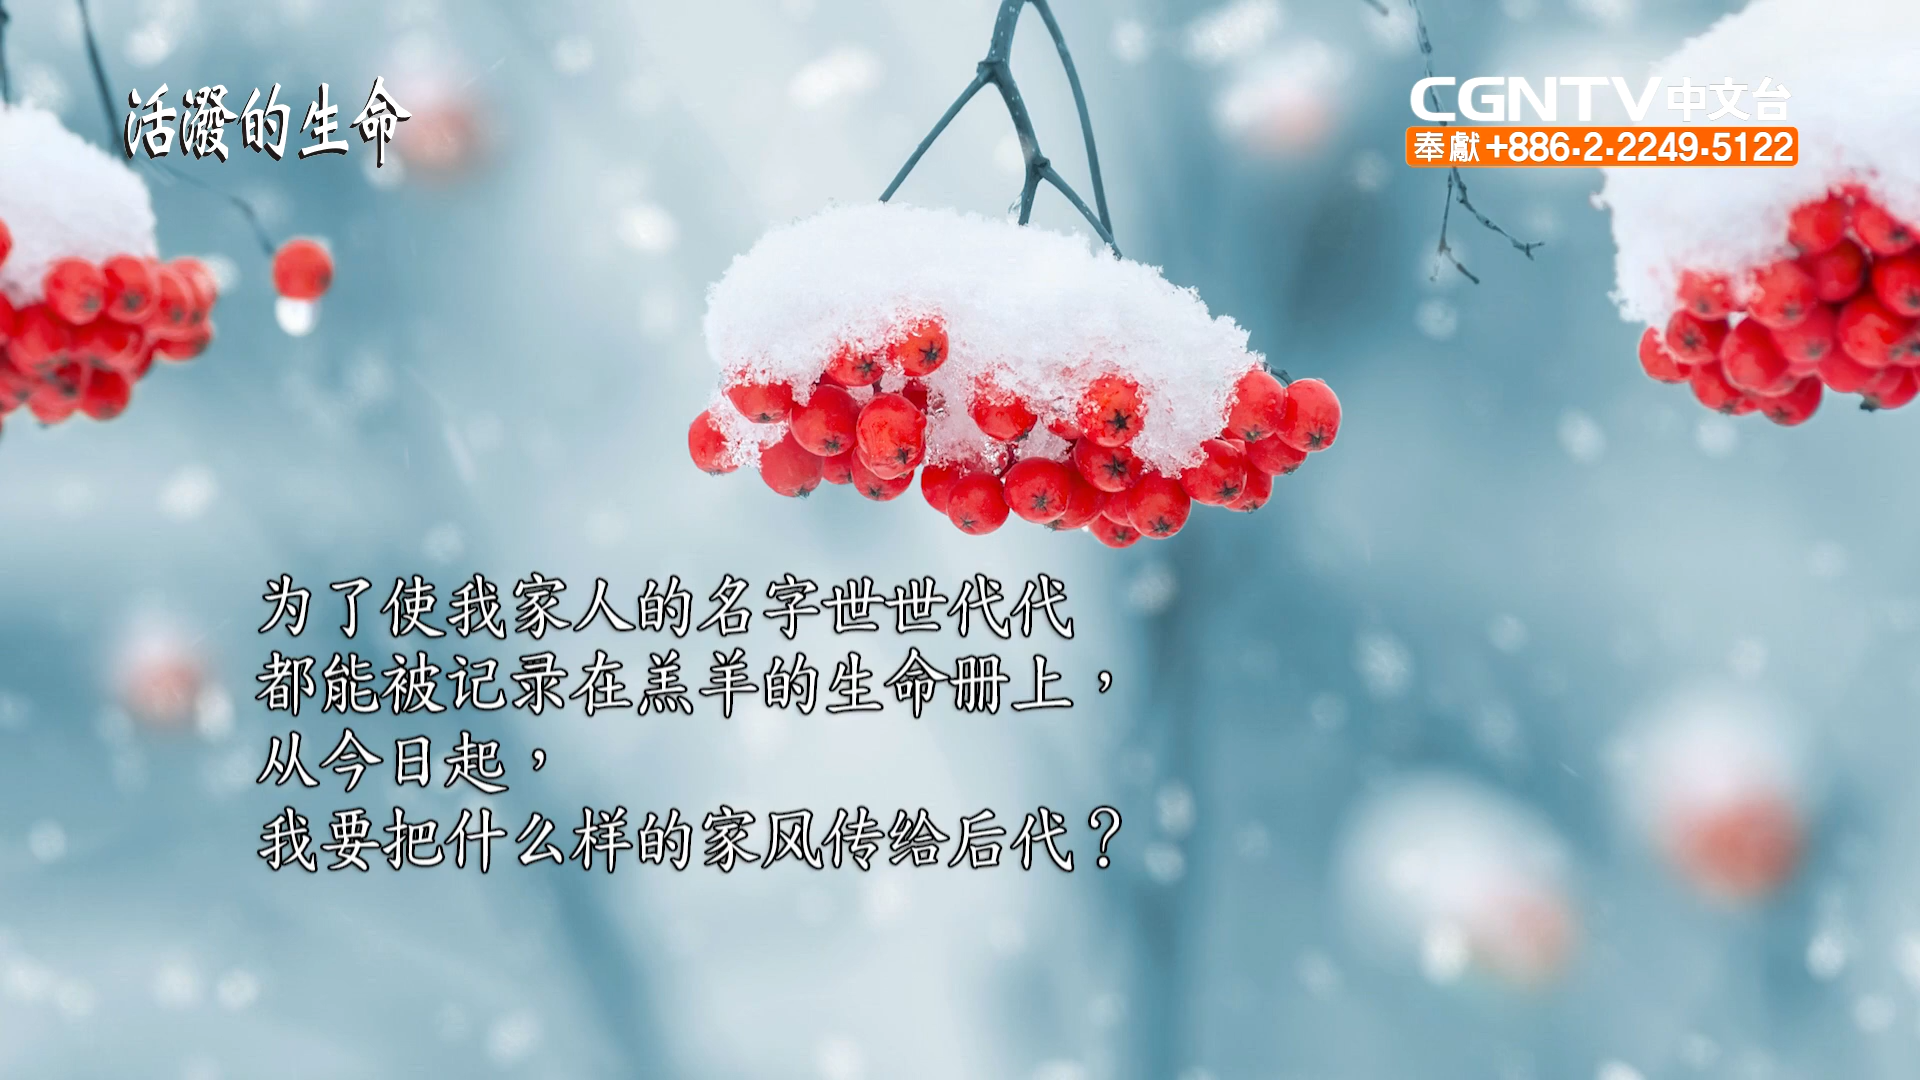 活潑的生命
CGNTV中文台
奉獻+886·2·2249·5122
为了使我家人的名字世世代代
都能被记录在羔羊的生命册上，
从今日起，
我要把什么样的家风传给后代？